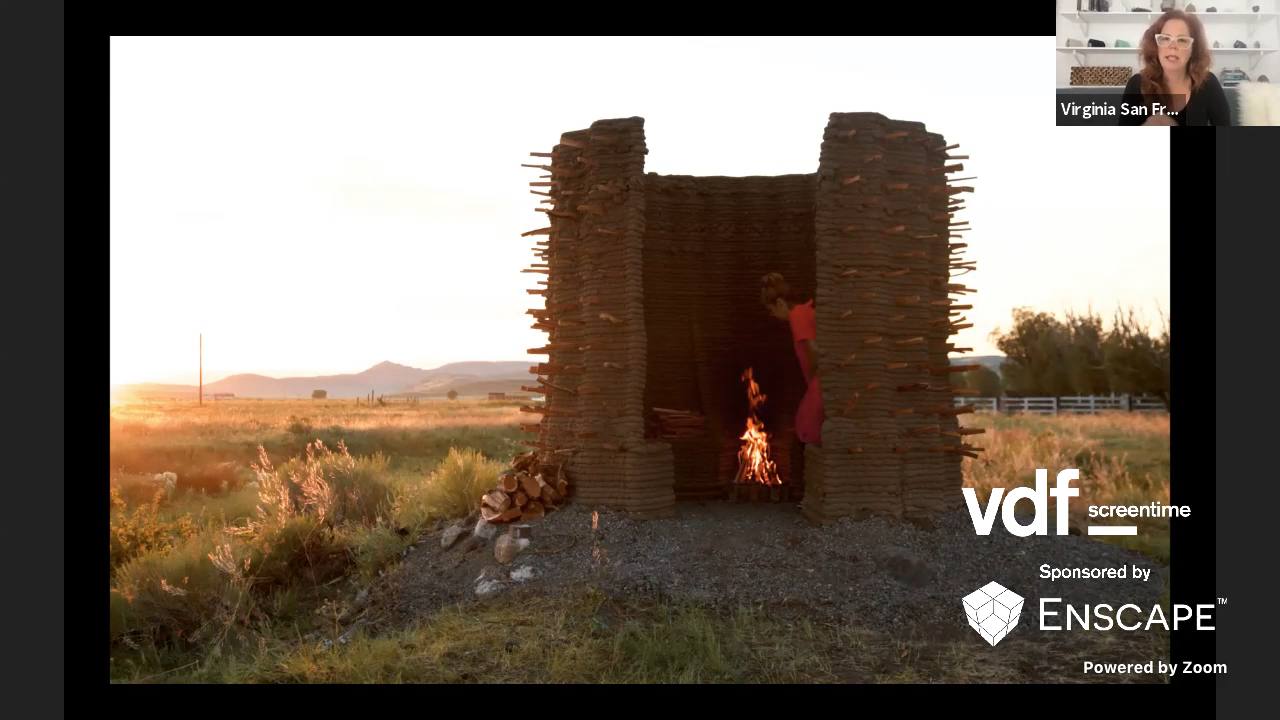 Virginia San Fr...
vdf screentime
Sponsored by
ENSCAPE™
Powered by Zoom